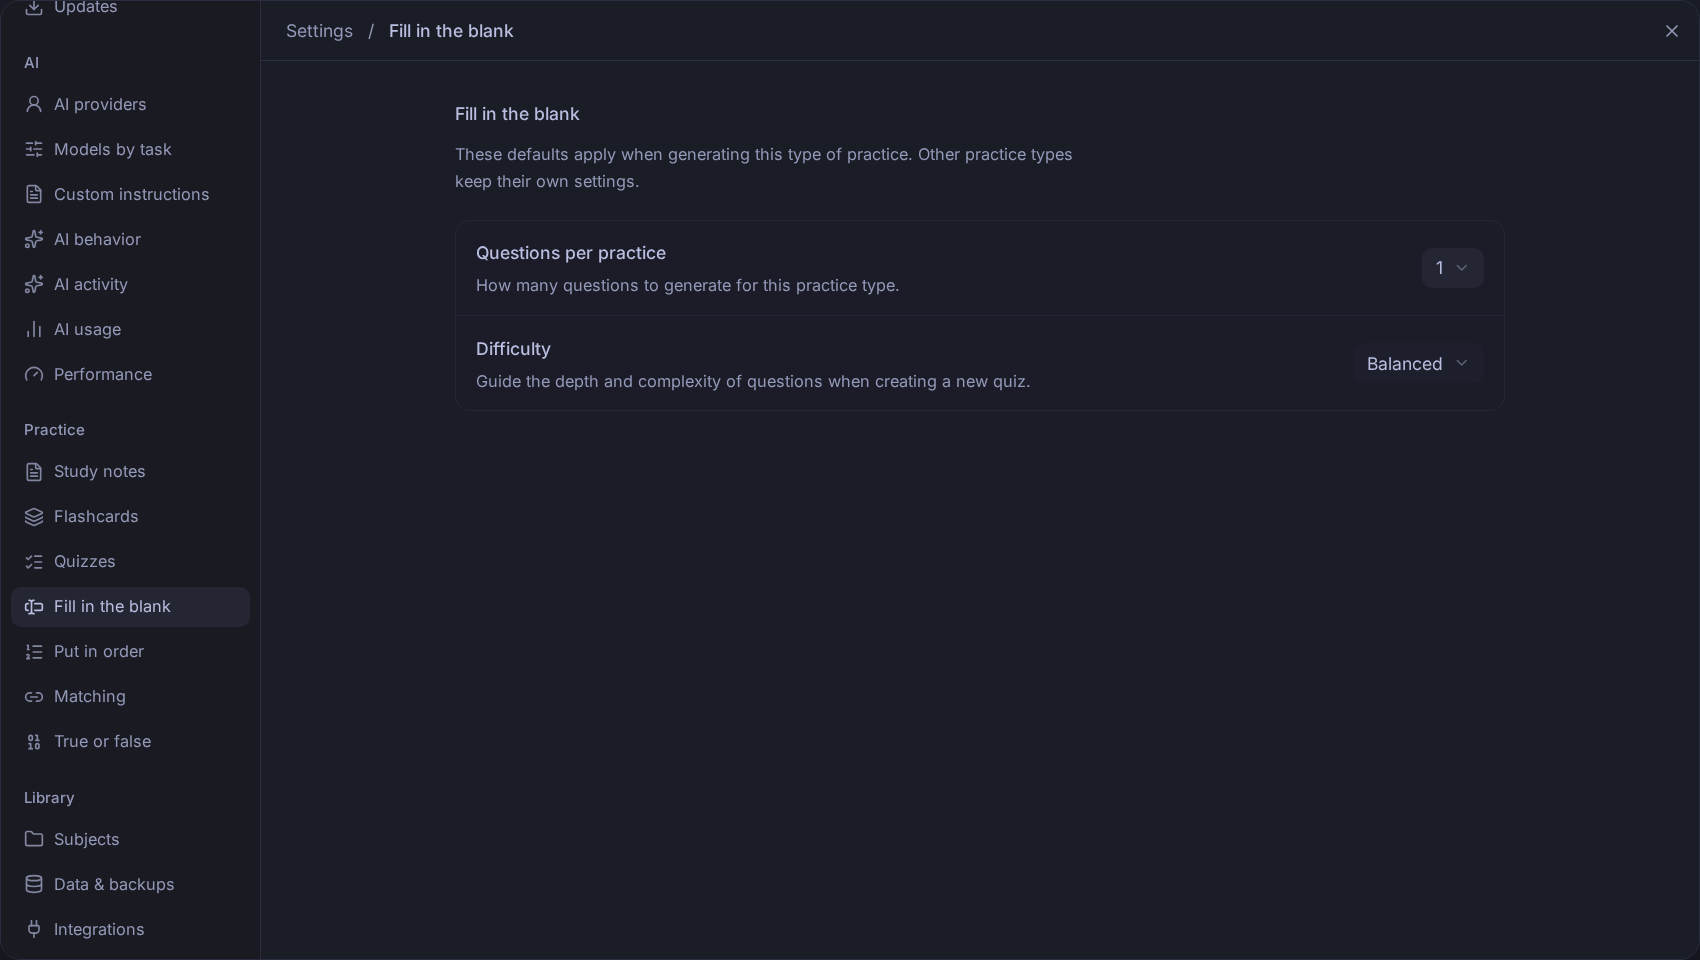 Updates
AI
AI providers
Models by task
Custom instructions
AI behavior
AI activity
AI usage
Performance
Practice
Study notes
Flashcards
Quizzes
Fill in the blank
Put in order
Matching
True or false
Library
Subjects
Data & backups
Integrations
Settings / Fill in the blank
Fill in the blank
These defaults apply when generating this type of practice. Other practice types
keep their own settings.
Questions per practice
How many questions to generate for this practice type.
1
Difficulty
Guide the depth and complexity of questions when creating a new quiz.
Balanced